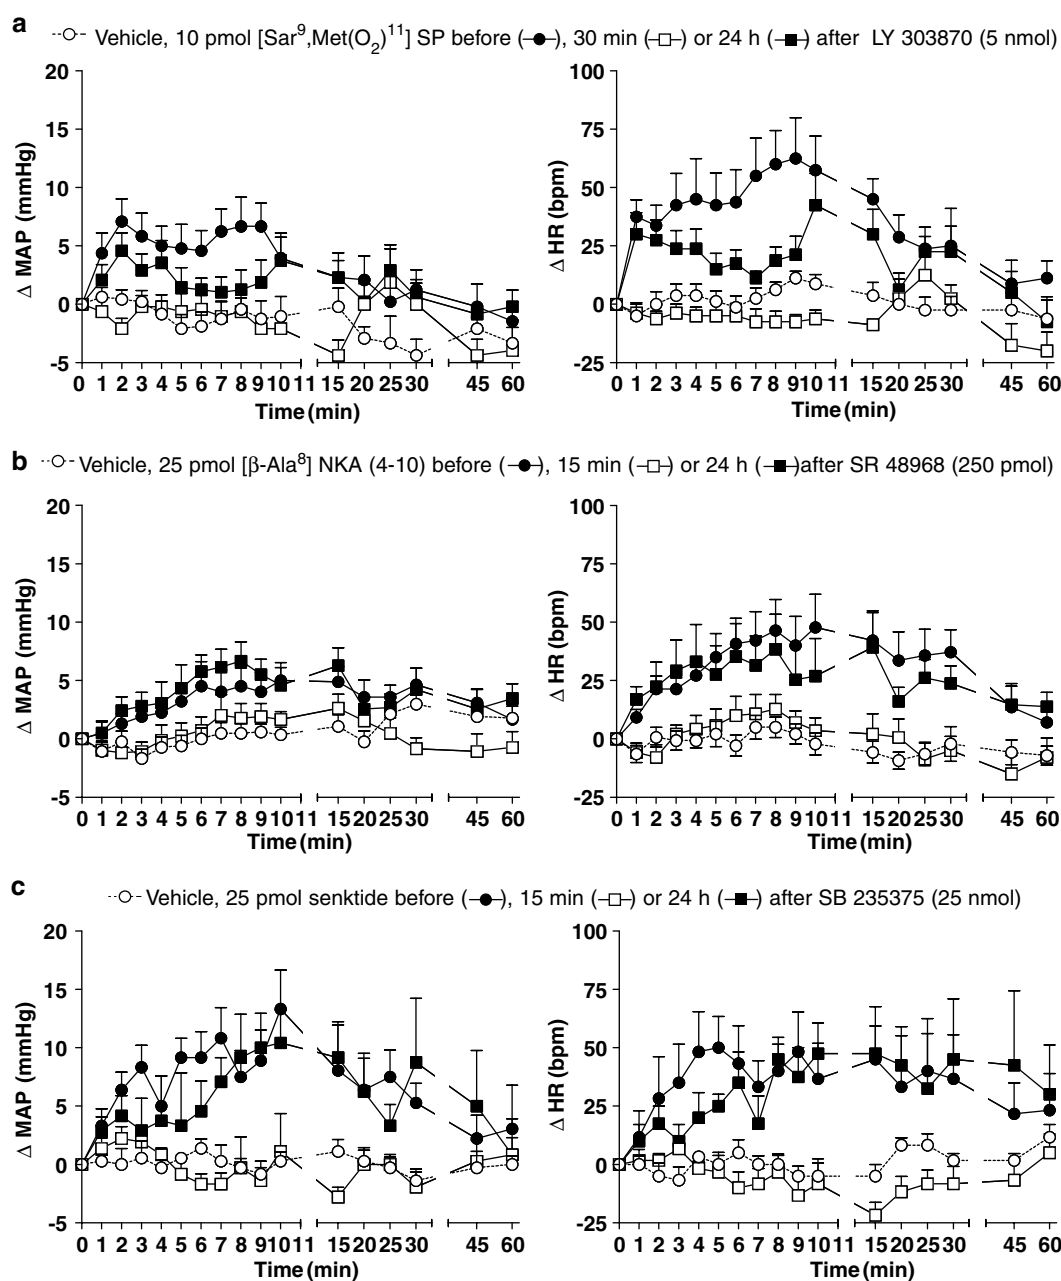 a
Vehicle, 10 pmol [Sar⁹,Met(O₂)¹¹] SP before (), 30 min () or 24 h () after LY 303870 (5 nmol)
20
15
10
5
0
-5
Δ MAP (mmHg)
0 1 2 3 4 5 6 7 8 9 10 11 15 20 25 30 45 60
Time (min)
100
75
50
25
0
-25
Δ HR (bpm)
0 1 2 3 4 5 6 7 8 9 10 11 15 20 25 30 45 60
Time (min)
b
Vehicle, 25 pmol [β-Ala⁸] NKA (4-10) before (), 15 min () or 24 h () after SR 48968 (250 pmol)
20
15
10
5
0
-5
Δ MAP (mmHg)
0 1 2 3 4 5 6 7 8 9 10 11 15 20 25 30 45 60
Time (min)
100
75
50
25
0
-25
Δ HR (bpm)
0 1 2 3 4 5 6 7 8 9 10 11 15 20 25 30 45 60
Time (min)
c
Vehicle, 25 pmol senktide before (), 15 min () or 24 h () after SB 235375 (25 nmol)
20
15
10
5
0
-5
Δ MAP (mmHg)
0 1 2 3 4 5 6 7 8 9 10 11 15 20 25 30 45 60
Time (min)
100
75
50
25
0
-25
Δ HR (bpm)
0 1 2 3 4 5 6 7 8 9 10 11 15 20 25 30 45 60
Time (min)